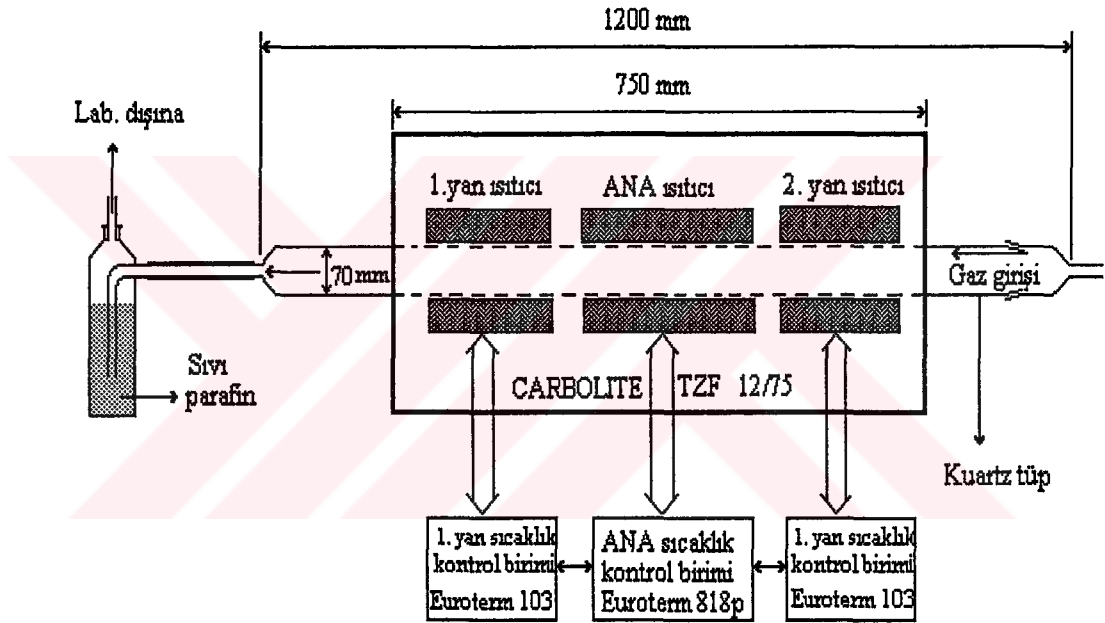 1200 mm
750 mm
Lab. dışına
1.yan ısıtıcı
ANA ısıtıcı
2. yan ısıtıcı
70 mm
Gaz girişi
Sıvı
parafin
CARBOLITE TZF 12/75
Kuartz tüp
1. yan sıcaklık
kontrol birimi
Euroterm 103
ANA sıcaklık
kontrol birimi
Euroterm 818p
1. yan sıcaklık
kontrol birimi
Euroterm 103